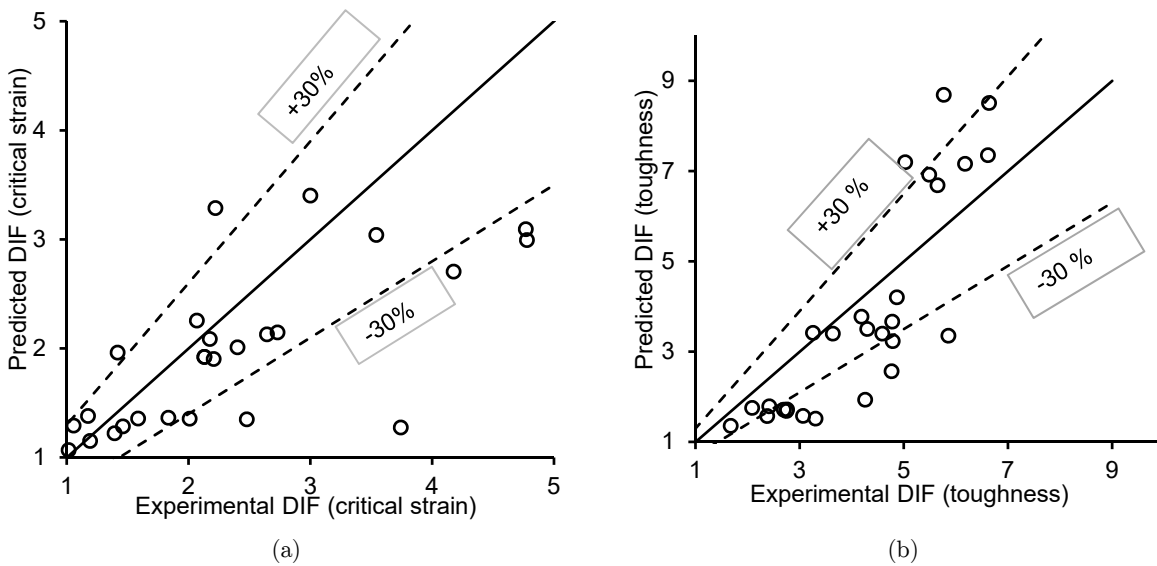 5
4
3
2
1
Predicted DIF (critical strain)
+30%
-30%
1 2 3 4 5
Experimental DIF (critical strain)
(a)
9
7
5
3
1
Predicted DIF (toughness)
+30 %
-30 %
1 3 5 7 9
Experimental DIF (toughness)
(b)